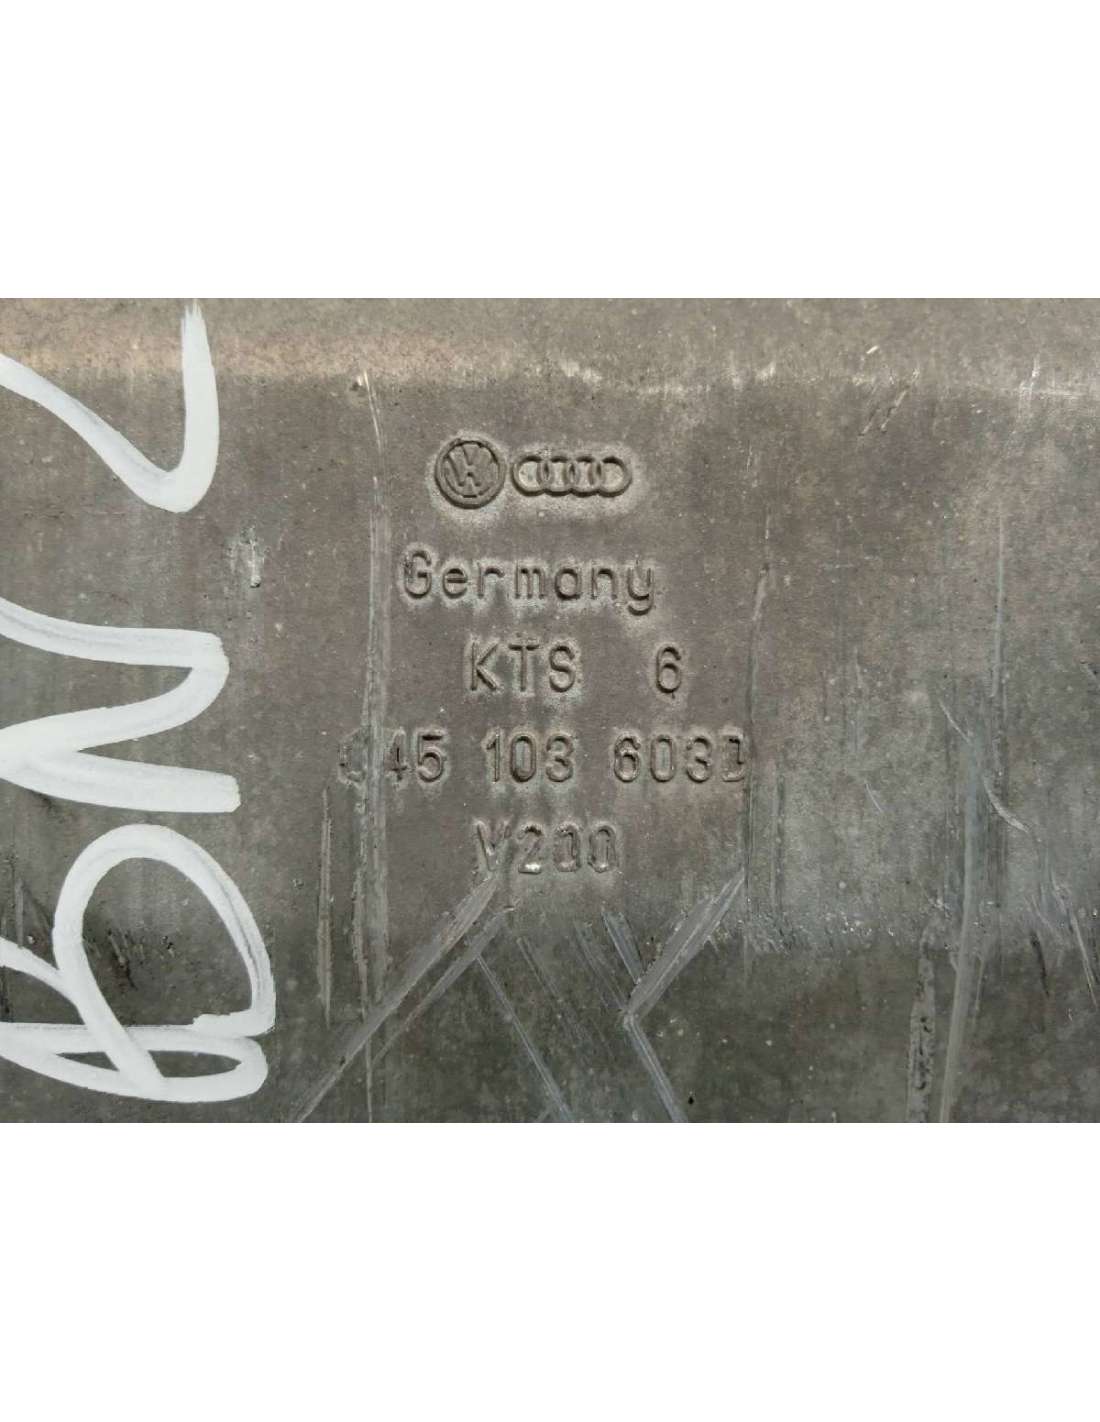 Germany
KTS 6
045 103 603D
V200
BNZ